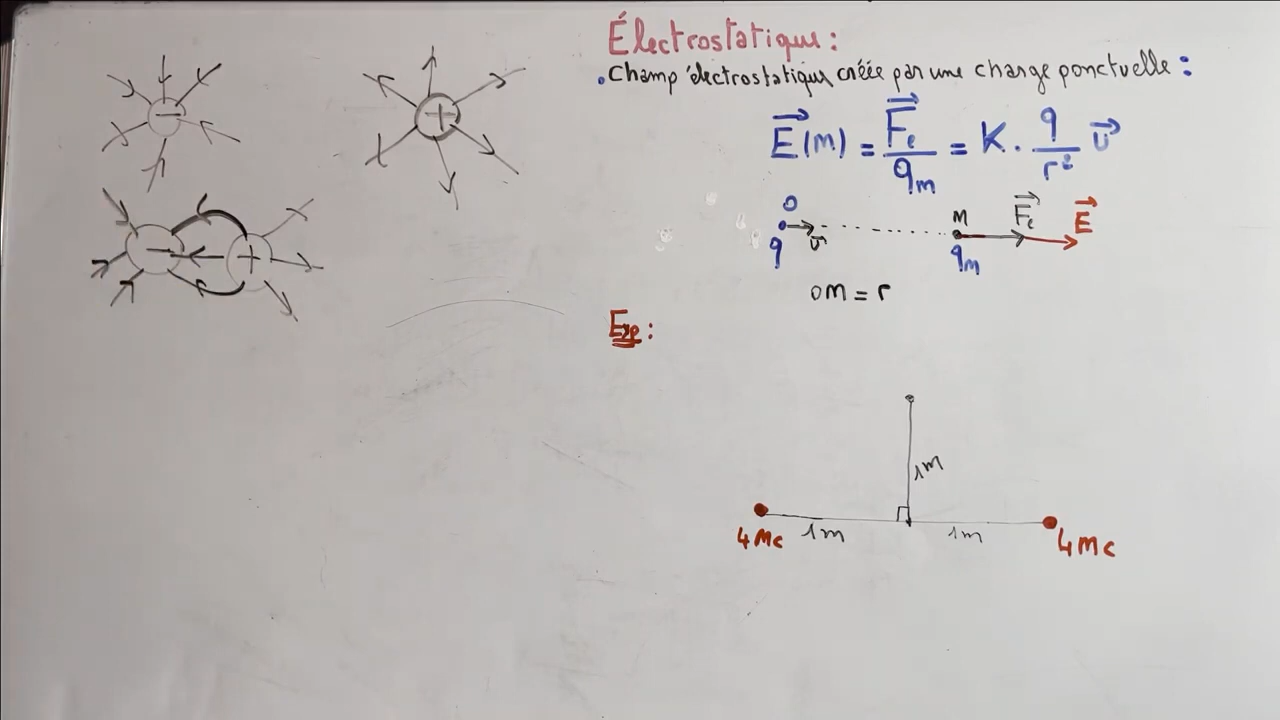 Électrostatique :
. Champ électrostatique créée par une charge ponctuelle :
E(M) = Fe / qm = K . q / r² u
O M Fe E
q u qm
OM = r
Exp :
1m
1m 1m
4Mc 4Mc
- +
- +